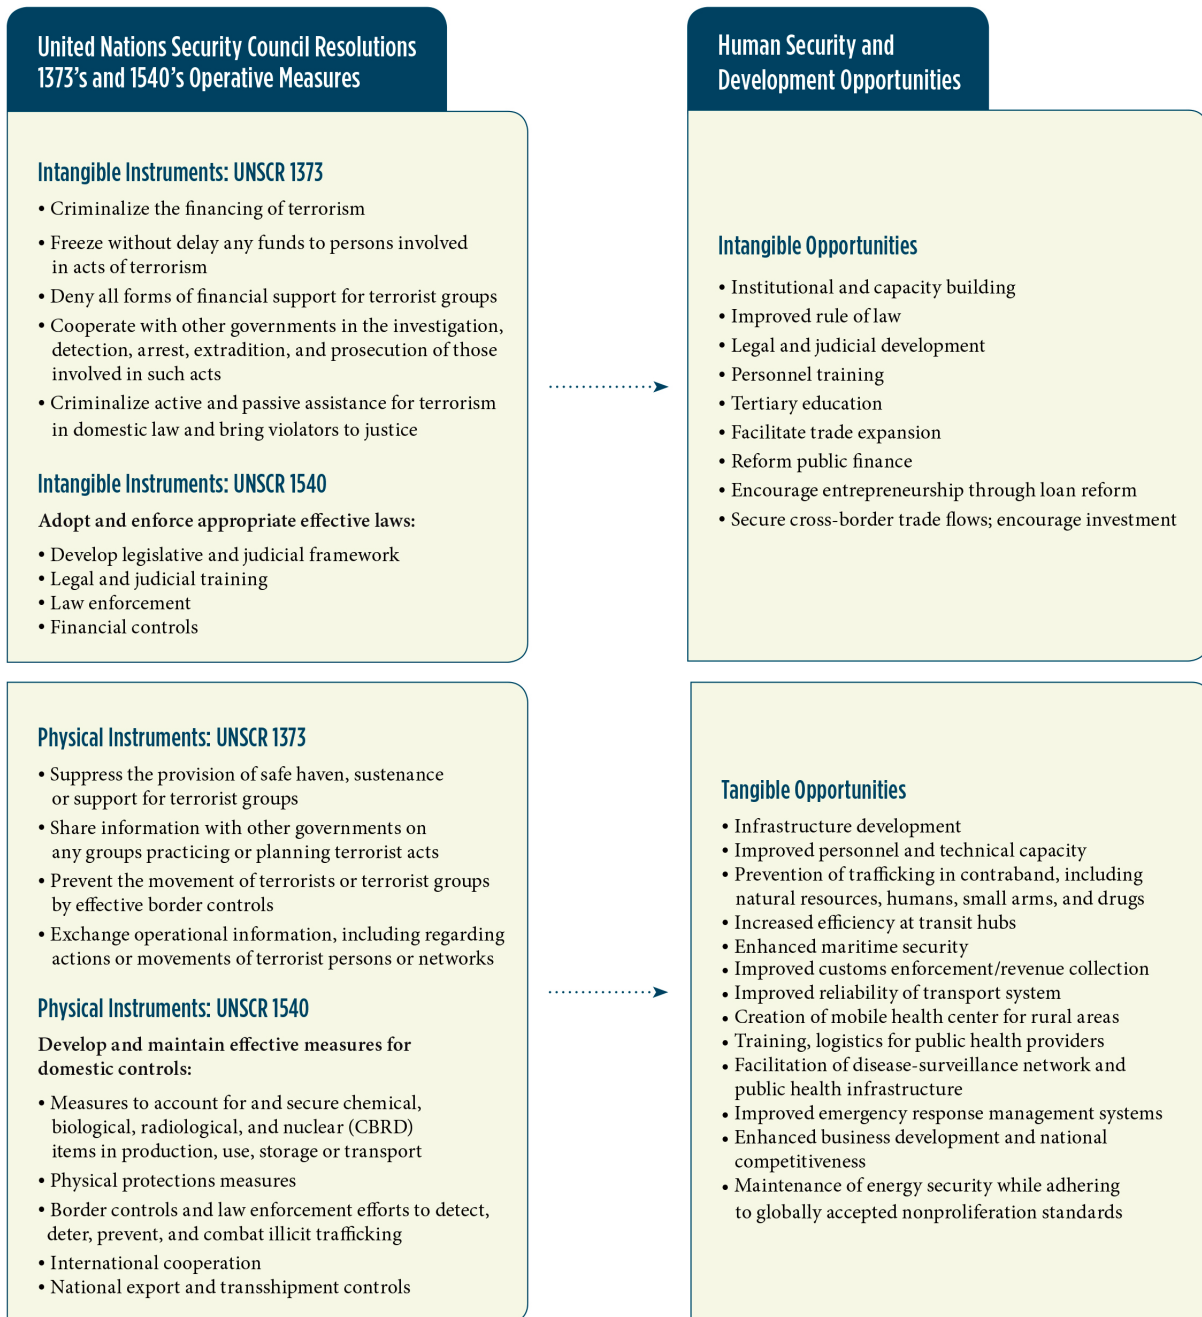 United Nations Security Council Resolutions
1373’s and 1540’s Operative Measures
Intangible Instruments: UNSCR 1373
• Criminalize the financing of terrorism
• Freeze without delay any funds to persons involved
in acts of terrorism
• Deny all forms of financial support for terrorist groups
• Cooperate with other governments in the investigation,
detection, arrest, extradition, and prosecution of those
involved in such acts
• Criminalize active and passive assistance for terrorism
in domestic law and bring violators to justice
Intangible Instruments: UNSCR 1540
Adopt and enforce appropriate effective laws:
• Develop legislative and judicial framework
• Legal and judicial training
• Law enforcement
• Financial controls
Human Security and
Development Opportunities
Intangible Opportunities
• Institutional and capacity building
• Improved rule of law
• Legal and judicial development
• Personnel training
• Tertiary education
• Facilitate trade expansion
• Reform public finance
• Encourage entrepreneurship through loan reform
• Secure cross-border trade flows; encourage investment
Physical Instruments: UNSCR 1373
• Suppress the provision of safe haven, sustenance
or support for terrorist groups
• Share information with other governments on
any groups practicing or planning terrorist acts
• Prevent the movement of terrorists or terrorist groups
by effective border controls
• Exchange operational information, including regarding
actions or movements of terrorist persons or networks
Physical Instruments: UNSCR 1540
Develop and maintain effective measures for
domestic controls:
• Measures to account for and secure chemical,
biological, radiological, and nuclear (CBRD)
items in production, use, storage or transport
• Physical protections measures
• Border controls and law enforcement efforts to detect,
deter, prevent, and combat illicit trafficking
• International cooperation
• National export and transshipment controls
Tangible Opportunities
• Infrastructure development
• Improved personnel and technical capacity
• Prevention of trafficking in contraband, including
natural resources, humans, small arms, and drugs
• Increased efficiency at transit hubs
• Enhanced maritime security
• Improved customs enforcement/revenue collection
• Improved reliability of transport system
• Creation of mobile health center for rural areas
• Training, logistics for public health providers
• Facilitation of disease-surveillance network and
public health infrastructure
• Improved emergency response management systems
• Enhanced business development and national
competitiveness
• Maintenance of energy security while adhering
to globally accepted nonproliferation standards